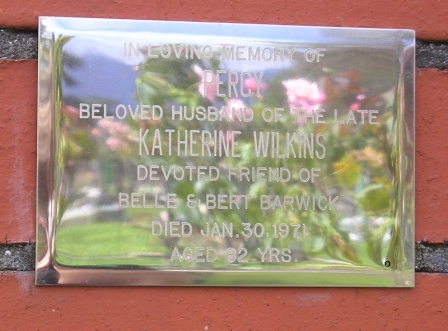 IN LOVING MEMORY OF
PERCY
BELOVED HUSBAND OF THE LATE
KATHERINE WILKINS
DEVOTED FRIEND OF
BELLE & BERT BARWICK
DIED JAN. 30. 1971
AGED 82 YRS.